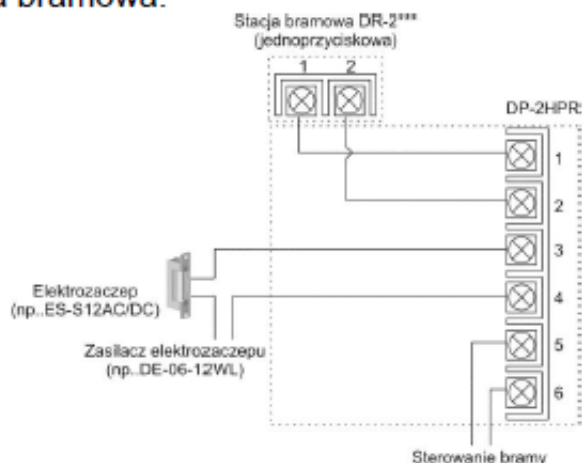 bramowa.
Stacja bramowa DR-2***
(jednoprzyciskowa)
1 2
DP-2HPR
1
2
3
4
5
6
Elektrozaczep
(np..ES-S12AC/DC)
Zasilacz elektrozaczepu
(np..DE-06-12WL)
Sterowanie bramy